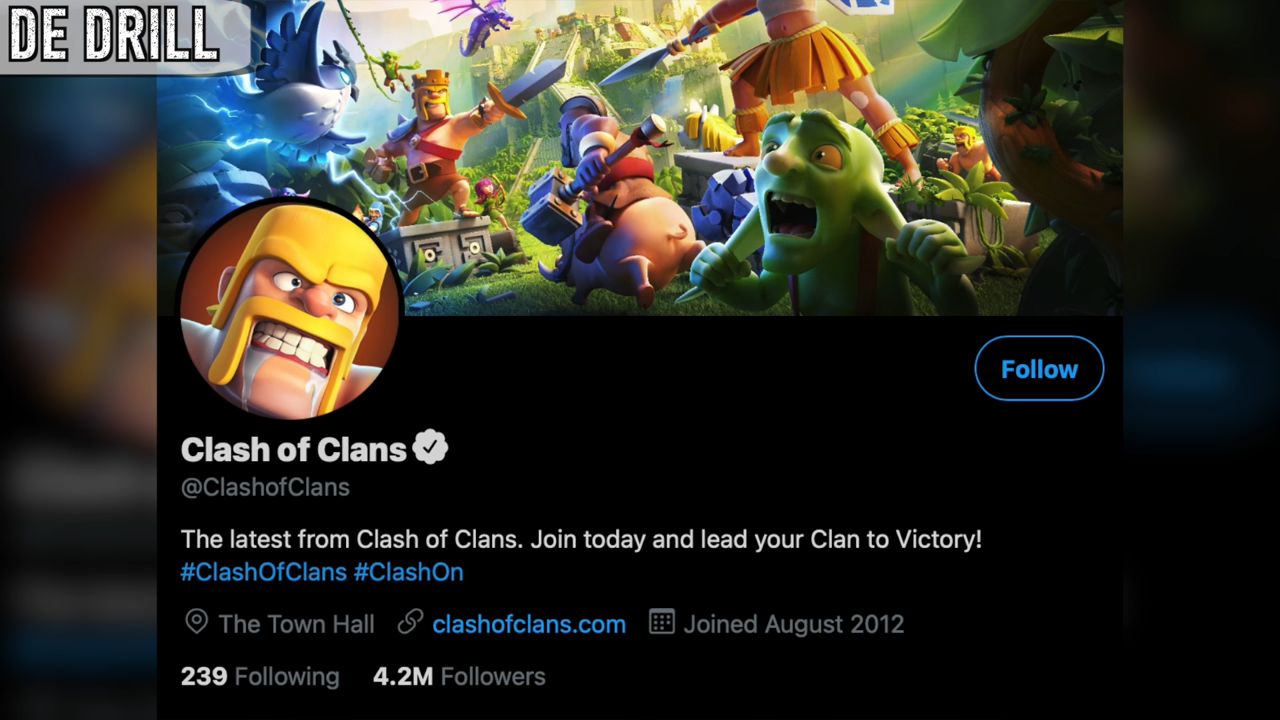 DE DRILL
Follow
Clash of Clans
@ClashofClans
The latest from Clash of Clans. Join today and lead your Clan to Victory!
#ClashOfClans #ClashOn
The Town Hall clashofclans.com Joined August 2012
239 Following 4.2M Followers